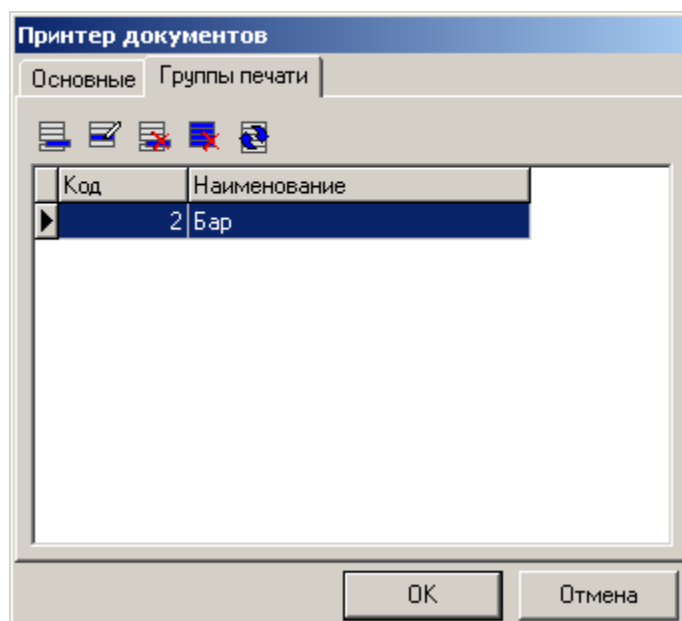 Принтер документов
Основные Группы печати
Код Наименование
2 Бар
OK Отмена